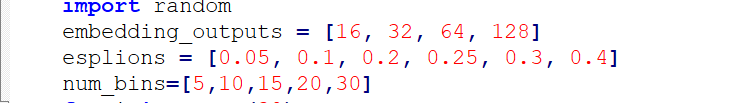 import random
embedding_outputs = [16, 32, 64, 128]
esplions = [0.05, 0.1, 0.2, 0.25, 0.3, 0.4]
num_bins=[5,10,15,20,30]